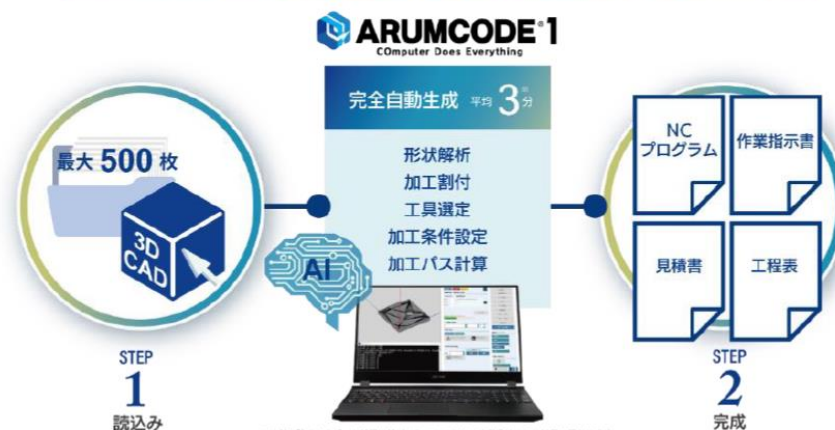 ARUMCODE®1
COmputer Does Everything
完全自動生成 平均 3※分
最大 500 枚
3D
CAD
形状解析
加工割付
工具選定
加工条件設定
加工パス計算
AI
NC
プログラム
作業指示書
見積書
工程表
STEP
1
読込み
STEP
2
完成